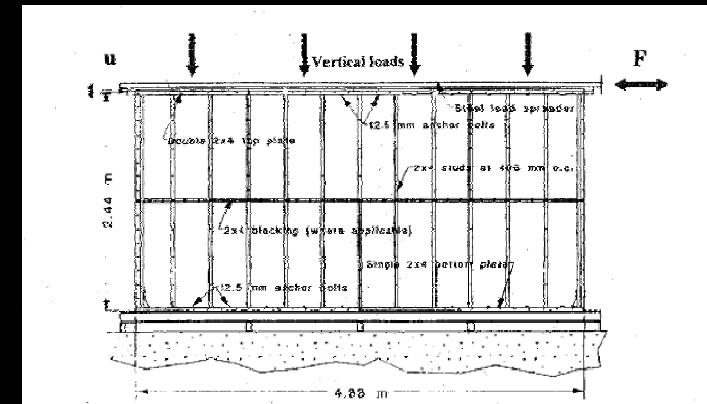 u
Vertical loads
F
Steel load spreader
12.5 mm anchor bolts
Double 2x4 top plate
2x4 studs at 406 mm o.c.
2.44 m
2x4 blocking (where applicable)
Single 2x4 bottom plate
12.5 mm anchor bolts
4.88 m